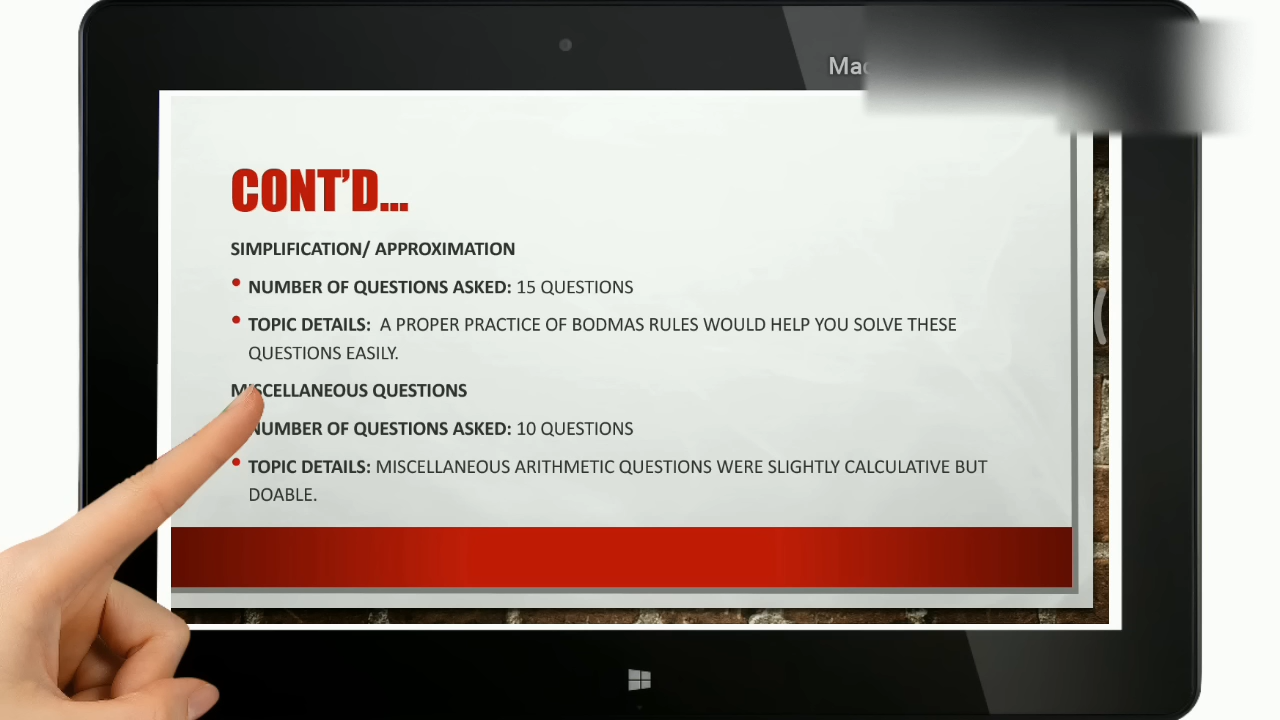 CONT'D...
SIMPLIFICATION/ APPROXIMATION
• NUMBER OF QUESTIONS ASKED: 15 QUESTIONS
• TOPIC DETAILS: A PROPER PRACTICE OF BODMAS RULES WOULD HELP YOU SOLVE THESE
QUESTIONS EASILY.
MISCELLANEOUS QUESTIONS
NUMBER OF QUESTIONS ASKED: 10 QUESTIONS
• TOPIC DETAILS: MISCELLANEOUS ARITHMETIC QUESTIONS WERE SLIGHTLY CALCULATIVE BUT
DOABLE.